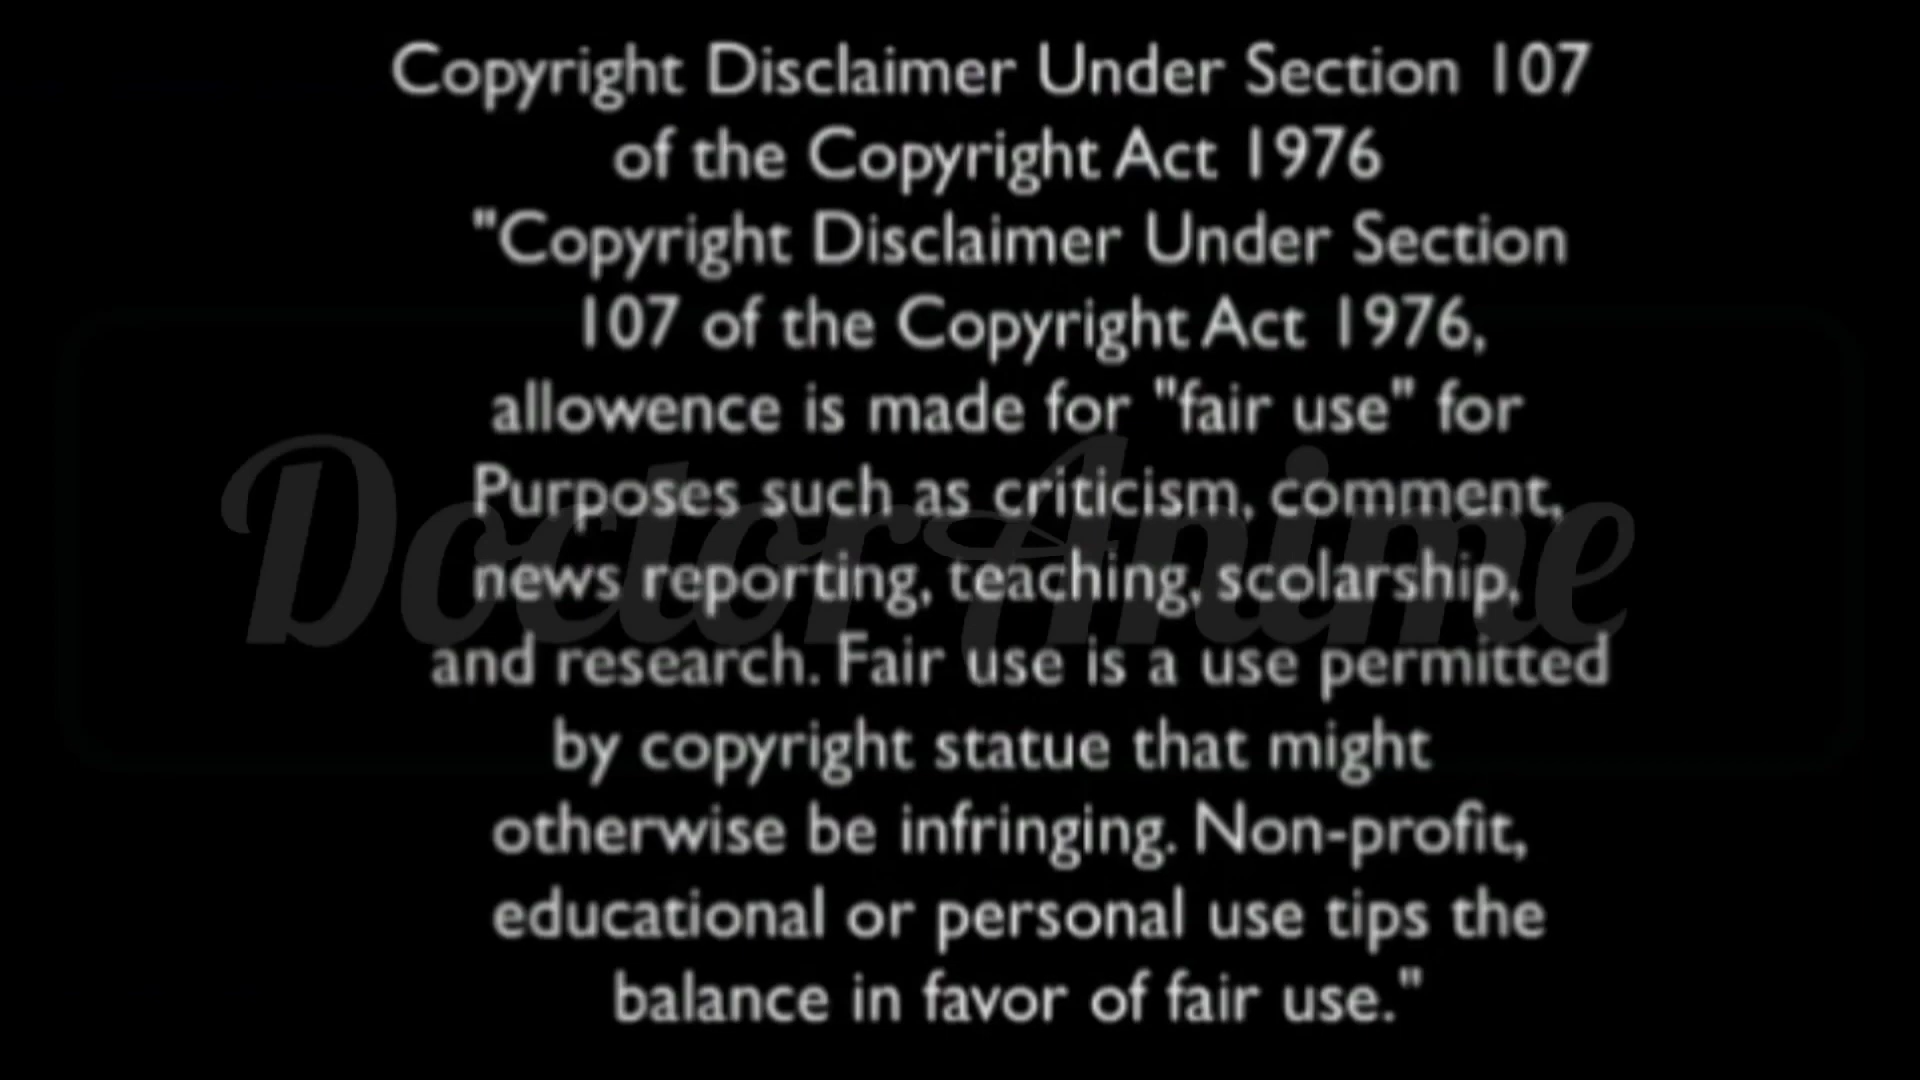 Copyright Disclaimer Under Section 107
of the Copyright Act 1976
"Copyright Disclaimer Under Section
107 of the Copyright Act 1976,
allowence is made for "fair use" for
Purposes such as criticism, comment,
news reporting, teaching, scolarship,
and research. Fair use is a use permitted
by copyright statue that might
otherwise be infringing. Non-profit,
educational or personal use tips the
balance in favor of fair use."
Doctor Anime